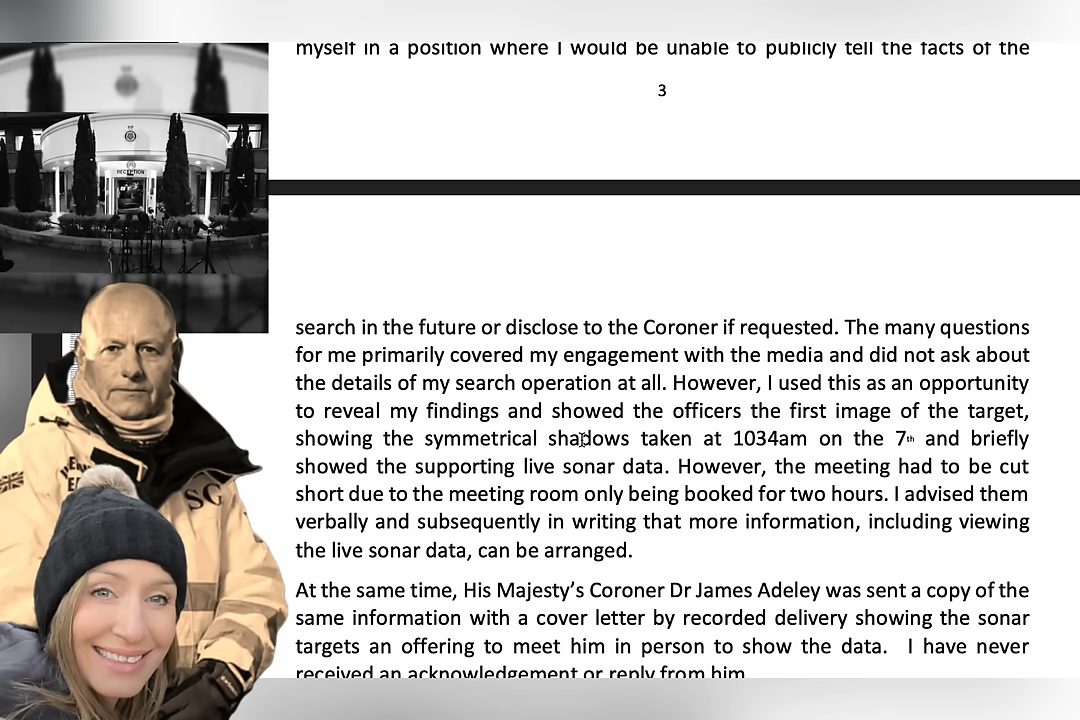 myself in a position where I would be unable to publicly tell the facts of the
3
RECEPTION
search in the future or disclose to the Coroner if requested. The many questions
for me primarily covered my engagement with the media and did not ask about
the details of my search operation at all. However, I used this as an opportunity
to reveal my findings and showed the officers the first image of the target,
showing the symmetrical shadows taken at 1034am on the 7th and briefly
showed the supporting live sonar data. However, the meeting had to be cut
short due to the meeting room only being booked for two hours. I advised them
verbally and subsequently in writing that more information, including viewing
the live sonar data, can be arranged.
At the same time, His Majesty’s Coroner Dr James Adeley was sent a copy of the
same information with a cover letter by recorded delivery showing the sonar
targets an offering to meet him in person to show the data. I have never
received an acknowledgement or reply from him
SG